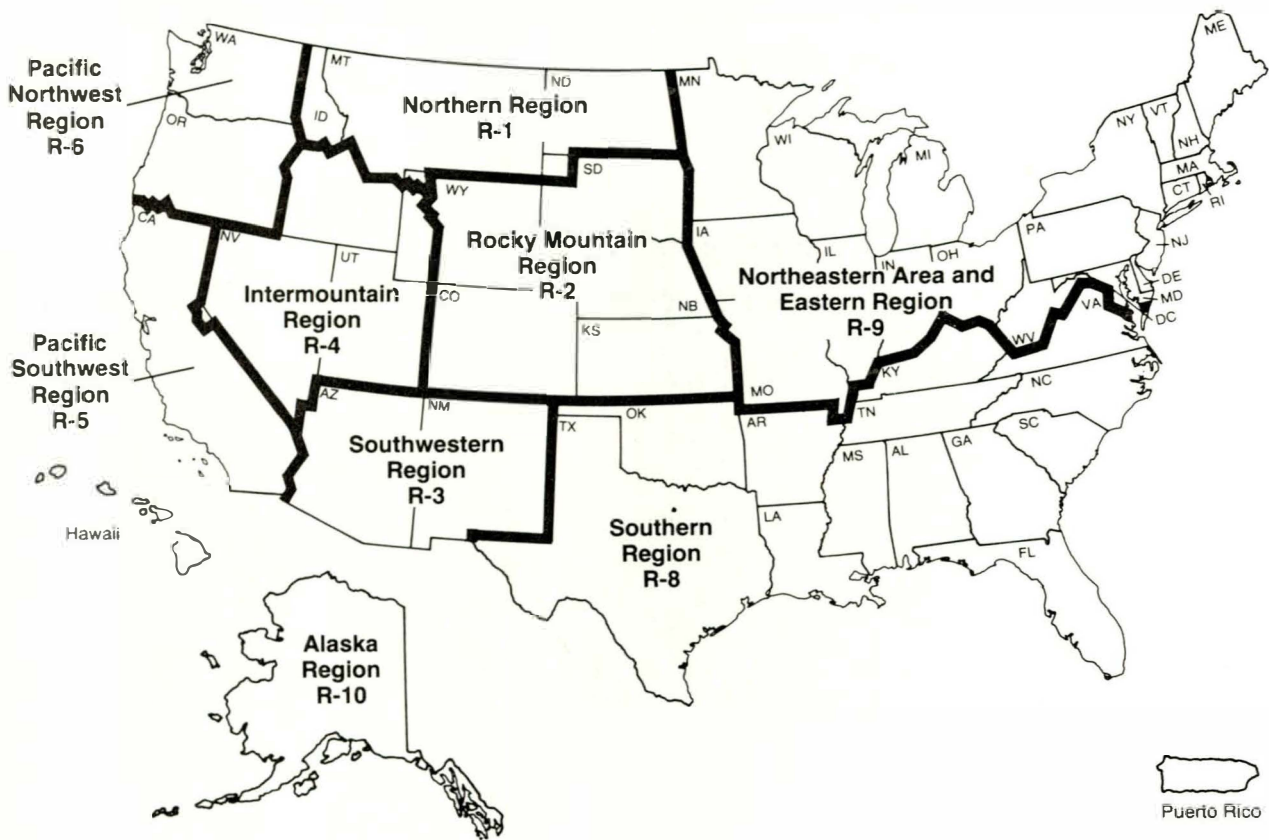 WA
MT
ND
MN
ME
Pacific
Northwest
Region
R-6
OR
ID
Northern Region
R-1
WI
MI
NY
VT
NH
MA
CT
RI
SD
WY
CA
NV
UT
Rocky Mountain
Region
R-2
IA
IL
IN
OH
PA
NJ
DE
MD
DC
Northeastern Area and
Eastern Region
R-9
Intermountain
Region
R-4
CO
NB
KS
VA
WV
KY
MO
Pacific
Southwest
Region
R-5
AZ
NM
OK
TX
AR
TN
NC
SC
Southwestern
Region
R-3
MS
AL
GA
LA
FL
Hawaii
Southern
Region
R-8
Alaska
Region
R-10
Puerto Rico